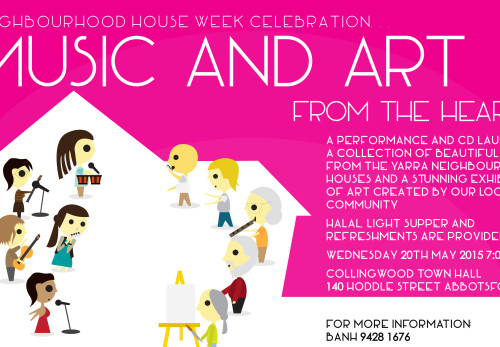 GHBOURHOOD HOUSE WEEK CELEBRATION
MUSIC AND ART
FROM THE HEAR
A PERFORMANCE AND CD LAU
A COLLECTION OF BEAUTIFUL
FROM THE YARRA NEIGHBOUR
HOUSES AND A STUNNING EXHIB
OF ART CREATED BY OUR LOC
COMMUNITY
HALAL LIGHT SUPPER AND
REFRESHMENTS ARE PROVIDE
WEDNESDAY 20TH MAY 2015 7:0
COLLINGWOOD TOWN HALL
140 HODDLE STREET ABBOTSFO
FOR MORE INFORMATION
BANH 9428 1676